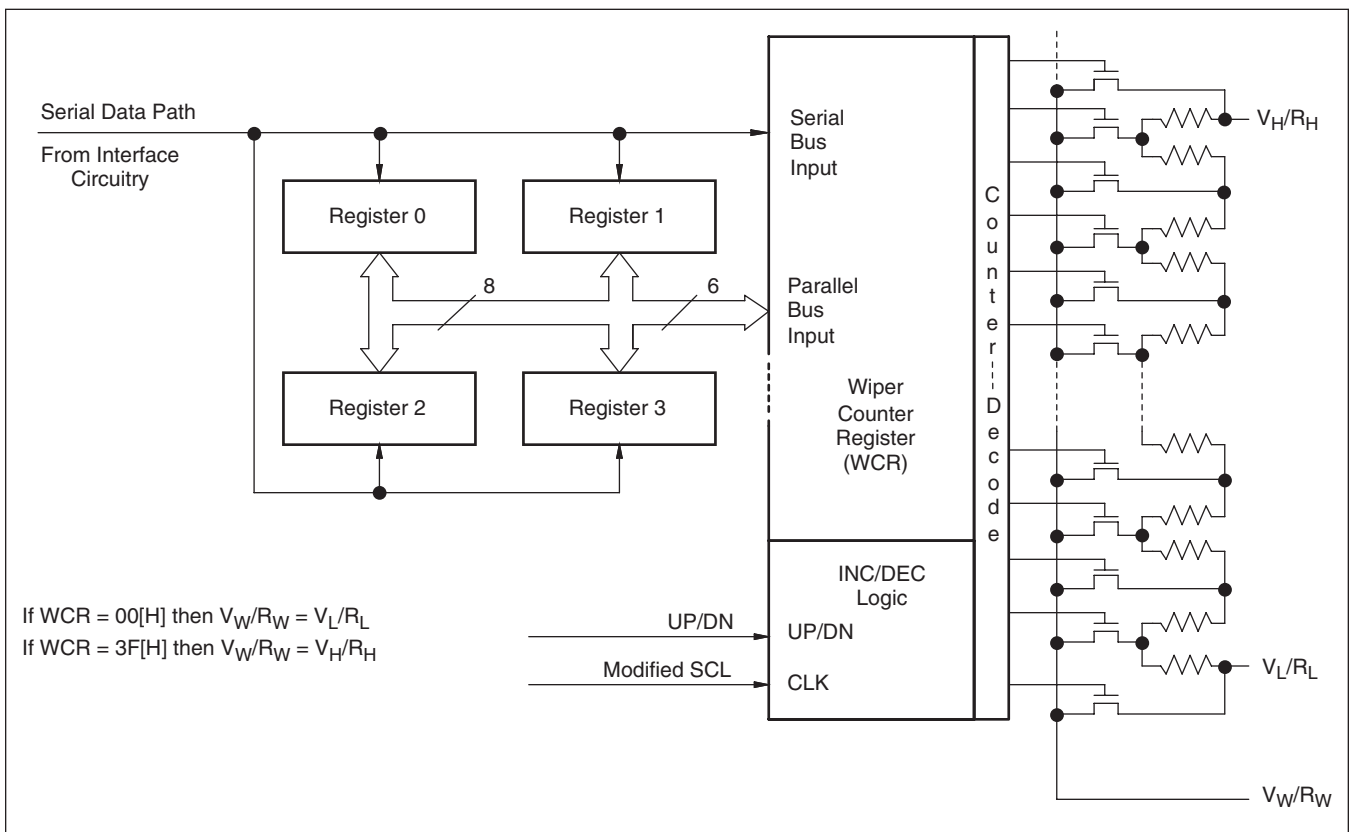 Serial Data Path
From Interface
Circuitry
Register 0
Register 1
8
6
Register 2
Register 3
Serial
Bus
Input
Parallel
Bus
Input
Wiper
Counter
Register
(WCR)
INC/DEC
Logic
UP/DN
UP/DN
Modified SCL
CLK
Counter Decode
If WCR = 00[H] then VW/RW = VL/RL
If WCR = 3F[H] then VW/RW = VH/RH
VH/RH
VL/RL
VW/RW